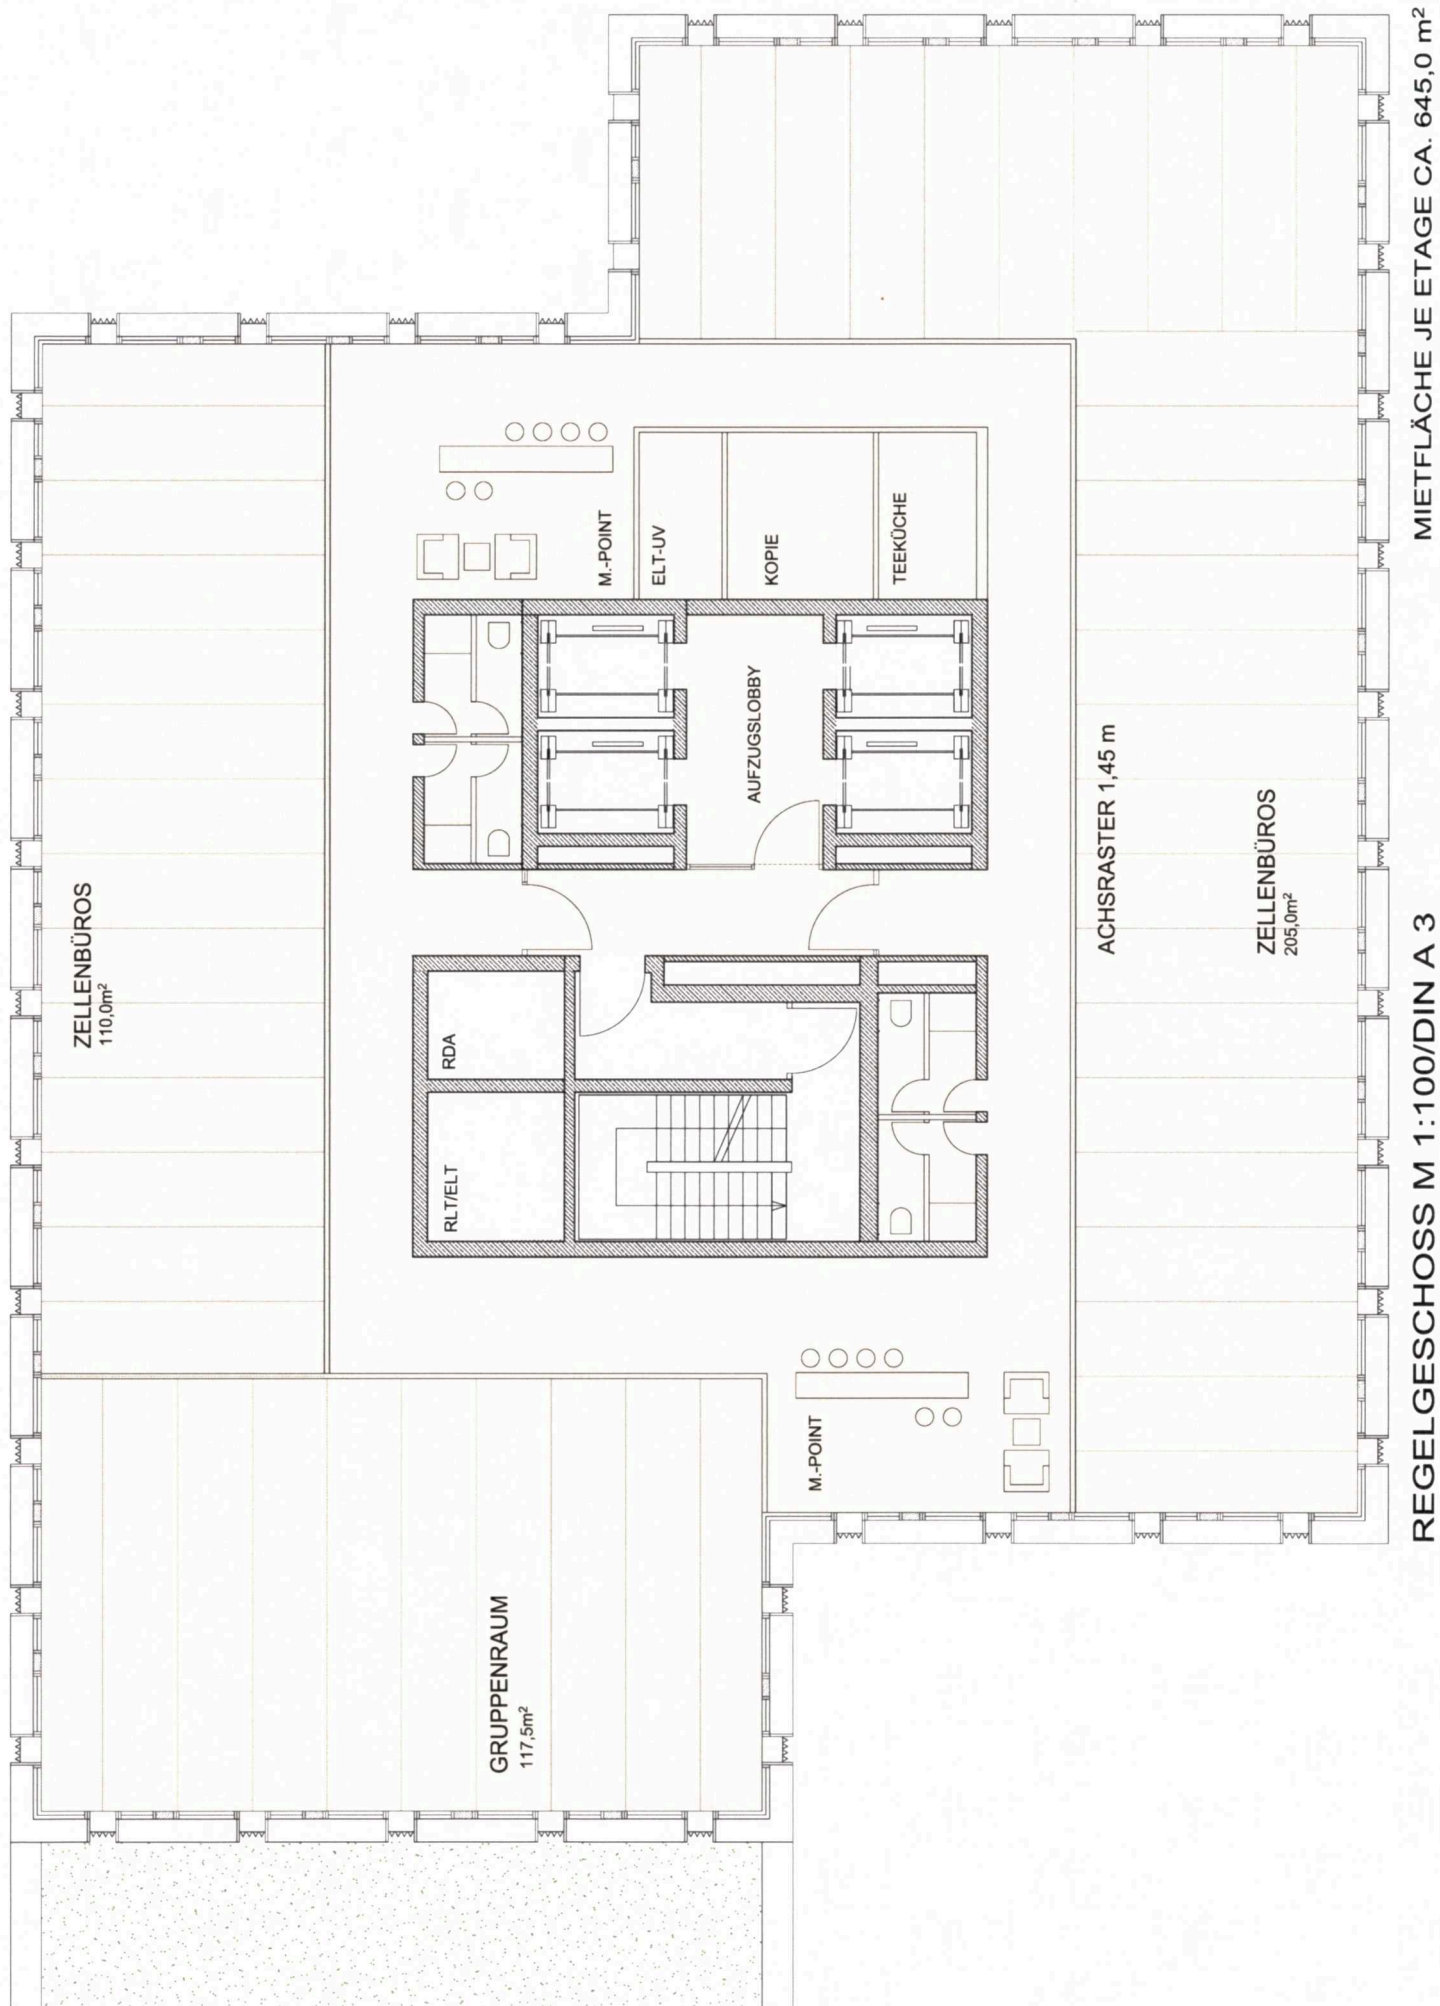 ZELLENBÜROS
110,0m²
M.-POINT
ELT-UV
KOPIE
TEEKÜCHE
AUFZUGSLOBBY
RDA
RLT/ELT
ACHSRASTER 1,45 m
ZELLENBÜROS
205,0m²
M.-POINT
GRUPPENRAUM
117,5m²
REGELGESCHOSS M 1:100/DIN A 3
MIETFLÄCHE JE ETAGE CA. 645,0 m²